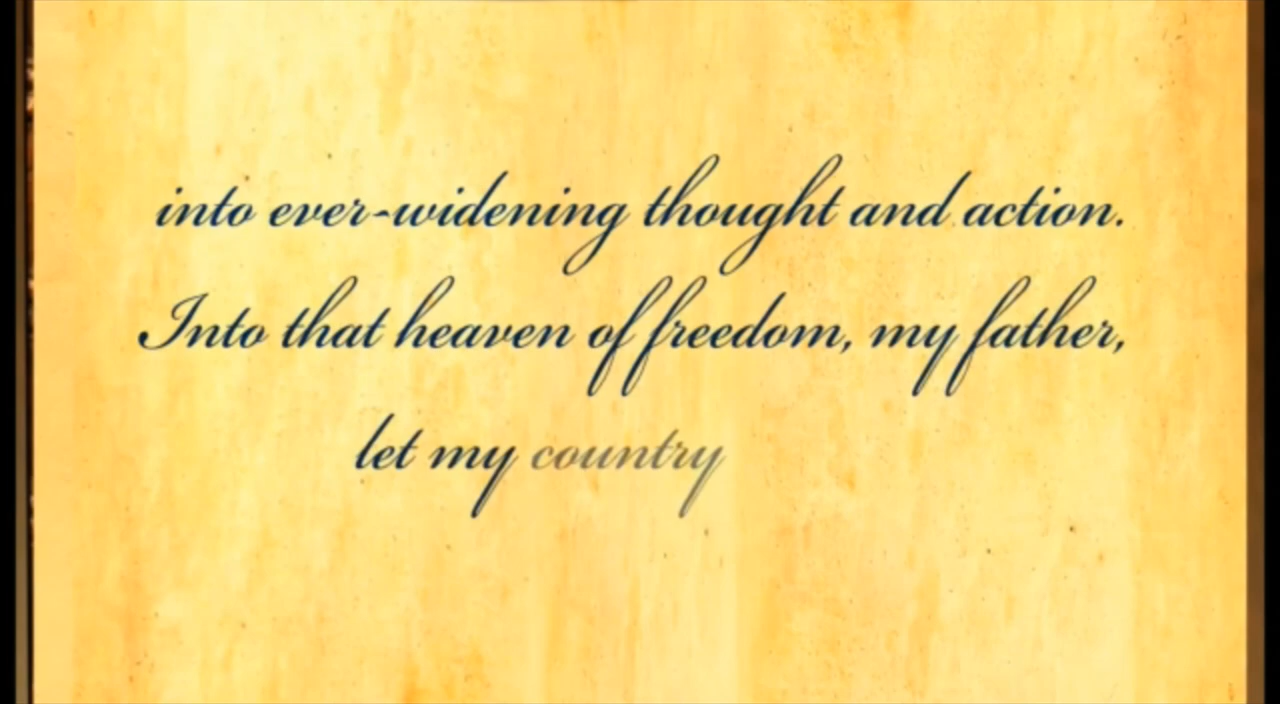 into ever-widening thought and action.
Into that heaven of freedom, my father,
let my country